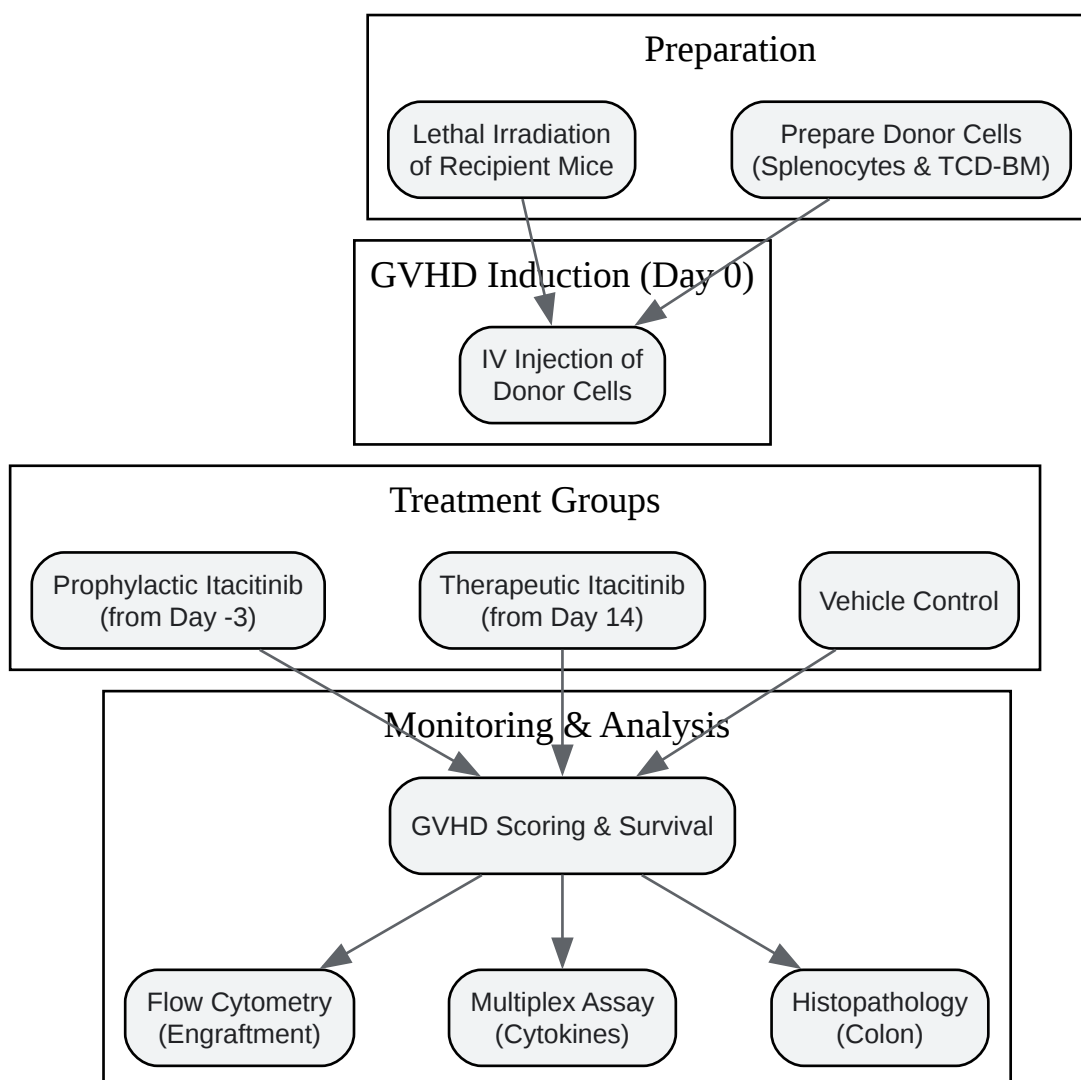 Preparation
Lethal Irradiation
of Recipient Mice
Prepare Donor Cells
(Splenocytes & TCD-BM)
GVHD Induction (Day 0)
IV Injection of
Donor Cells
Treatment Groups
Prophylactic Itacitinib
(from Day -3)
Therapeutic Itacitinib
(from Day 14)
Vehicle Control
Monitoring & Analysis
GVHD Scoring & Survival
Flow Cytometry
(Engraftment)
Multiplex Assay
(Cytokines)
Histopathology
(Colon)